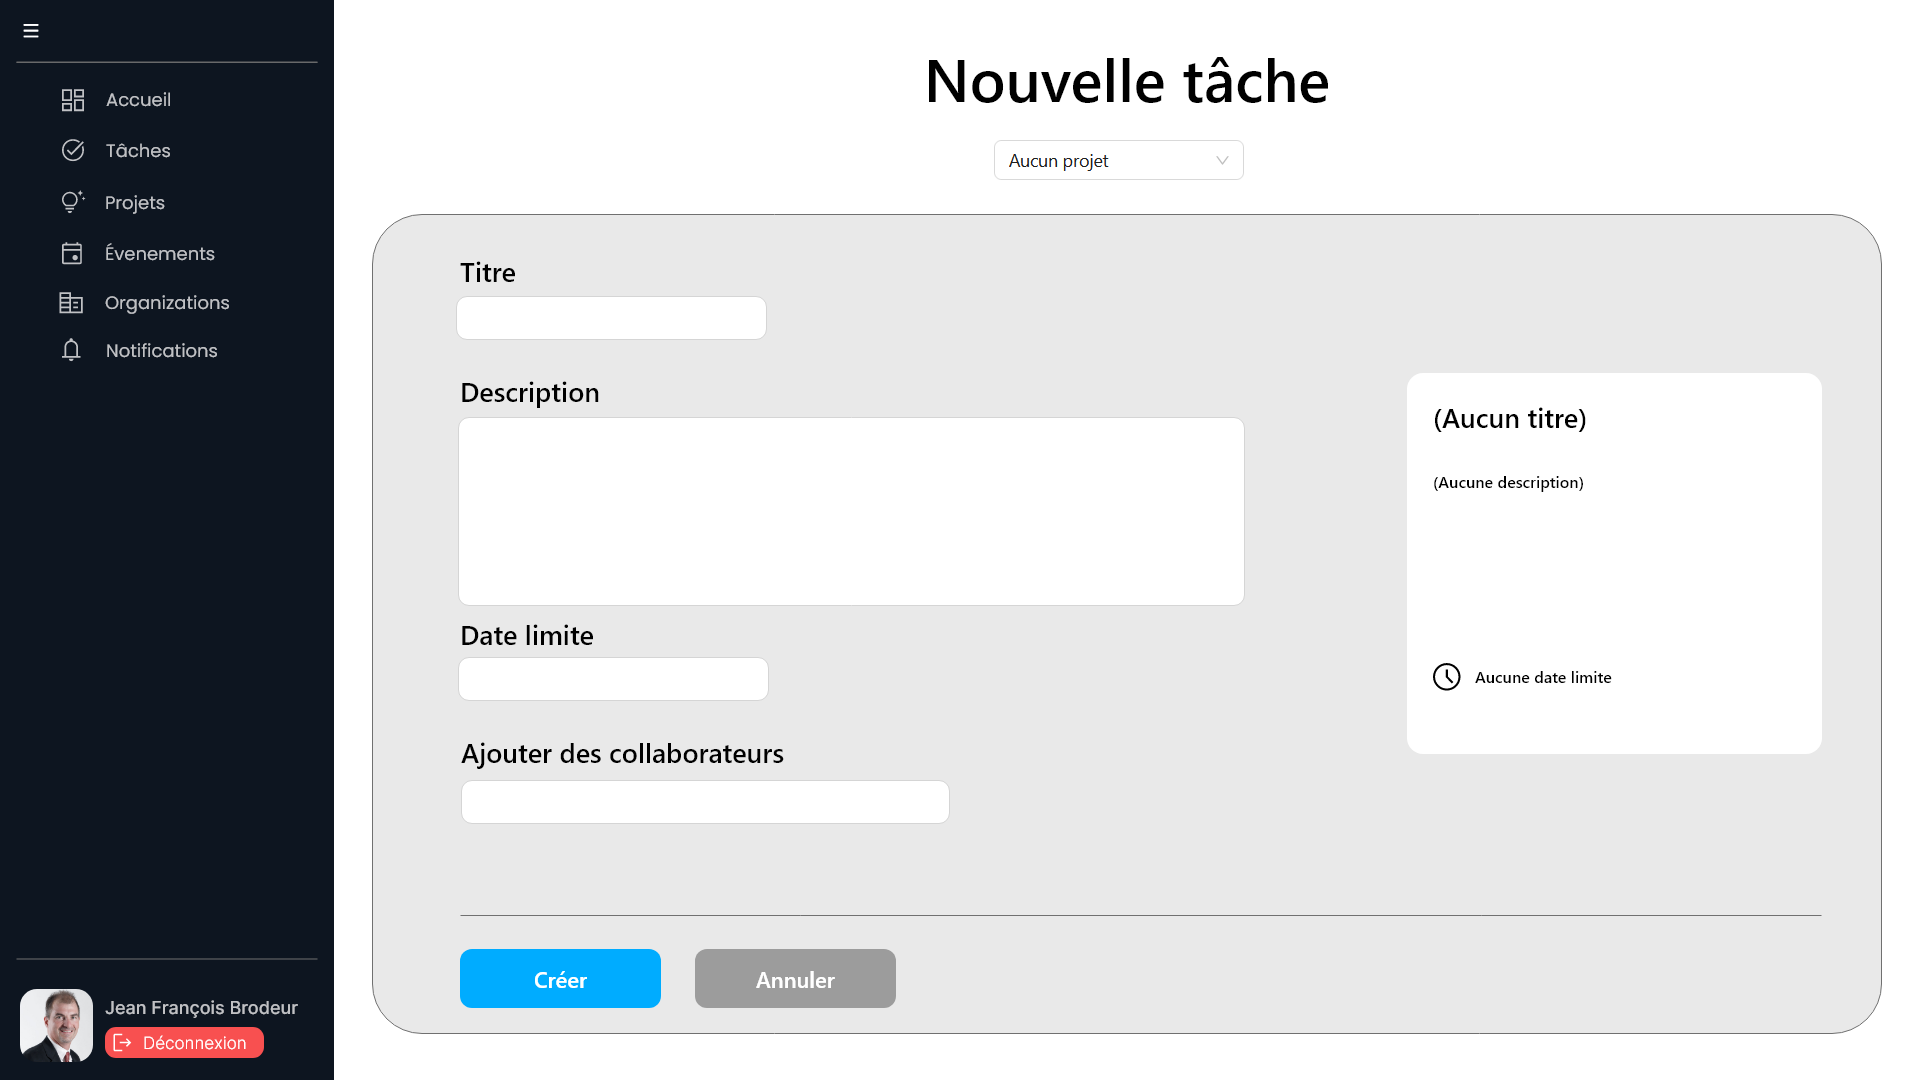 Accueil
Tâches
Projets
Évenements
Organizations
Notifications
Jean François Brodeur
Déconnexion
Nouvelle tâche
Aucun projet
Titre
Description
Date limite
Ajouter des collaborateurs
(Aucun titre)
(Aucune description)
Aucune date limite
Créer
Annuler